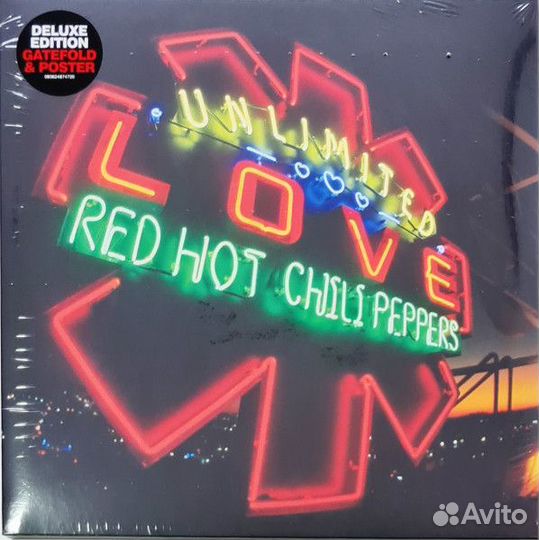 DELUXE
EDITION
GATEFOLD
& POSTER
UNLIMITED
LOVE
RED HOT CHILI PEPPERS
Avito